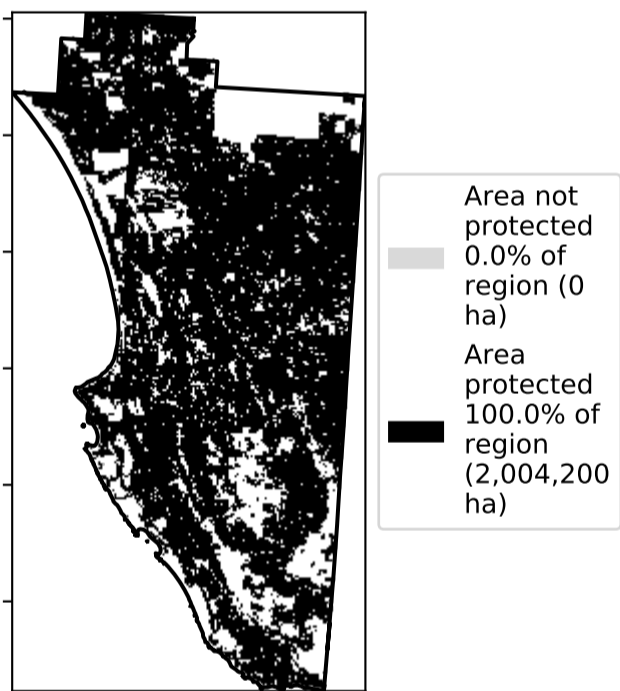 Area not
protected
0.0% of
region (0
ha)
Area
protected
100.0% of
region
(2,004,200
ha)